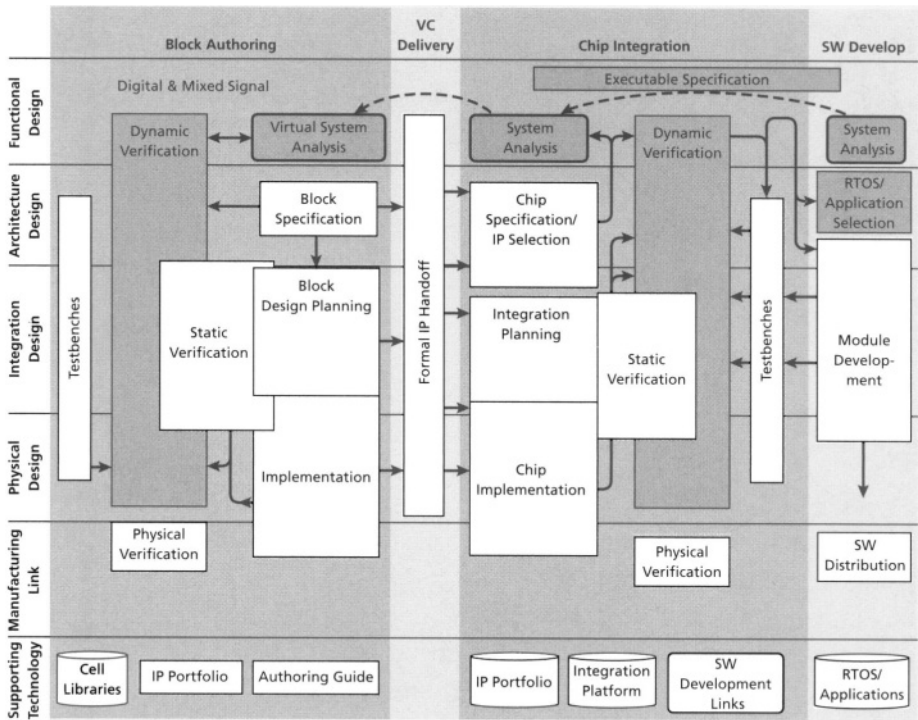 Block Authoring
VC
Delivery
Chip Integration
SW Develop
Functional
Design
Digital & Mixed Signal
Executable Specification
Dynamic
Verification
Virtual System
Analysis
System
Analysis
Dynamic
Verification
System
Analysis
Architecture
Design
Block
Specification
Chip
Specification/
IP Selection
RTOS/
Application
Selection
Integration
Design
Testbenches
Static
Verification
Block
Design Planning
Formal IP Handoff
Integration
Planning
Static
Verification
Testbenches
Module
Develop-
ment
Physical
Design
Implementation
Chip
Implementation
Manufacturing
Link
Physical
Verification
Physical
Verification
SW
Distribution
Supporting
Technology
Cell
Libraries
IP Portfolio
Authoring Guide
IP Portfolio
Integration
Platform
SW
Development
Links
RTOS/
Applications